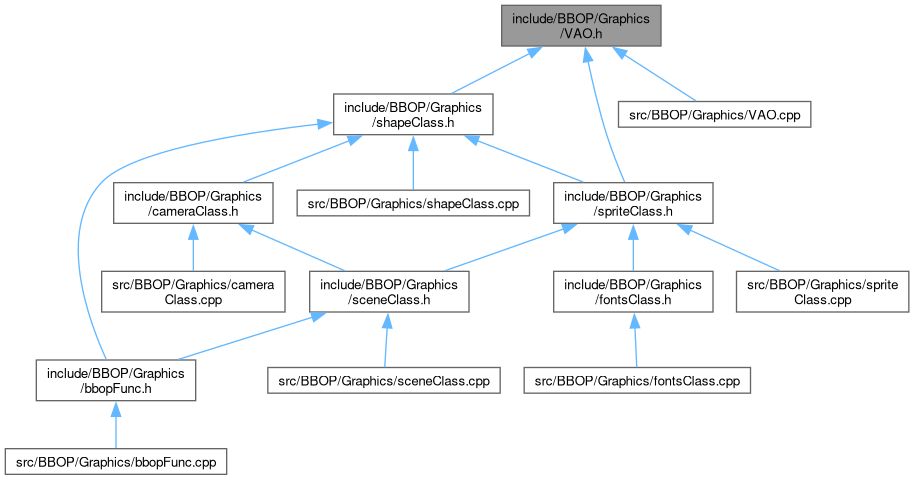 include/BBOP/Graphics
/VAO.h
include/BBOP/Graphics
/shapeClass.h
src/BBOP/Graphics/VAO.cpp
include/BBOP/Graphics
/cameraClass.h
src/BBOP/Graphics/shapeClass.cpp
include/BBOP/Graphics
/spriteClass.h
src/BBOP/Graphics/camera
Class.cpp
include/BBOP/Graphics
/sceneClass.h
include/BBOP/Graphics
/fontsClass.h
src/BBOP/Graphics/sprite
Class.cpp
include/BBOP/Graphics
/bbopFunc.h
src/BBOP/Graphics/sceneClass.cpp
src/BBOP/Graphics/fontsClass.cpp
src/BBOP/Graphics/bbopFunc.cpp